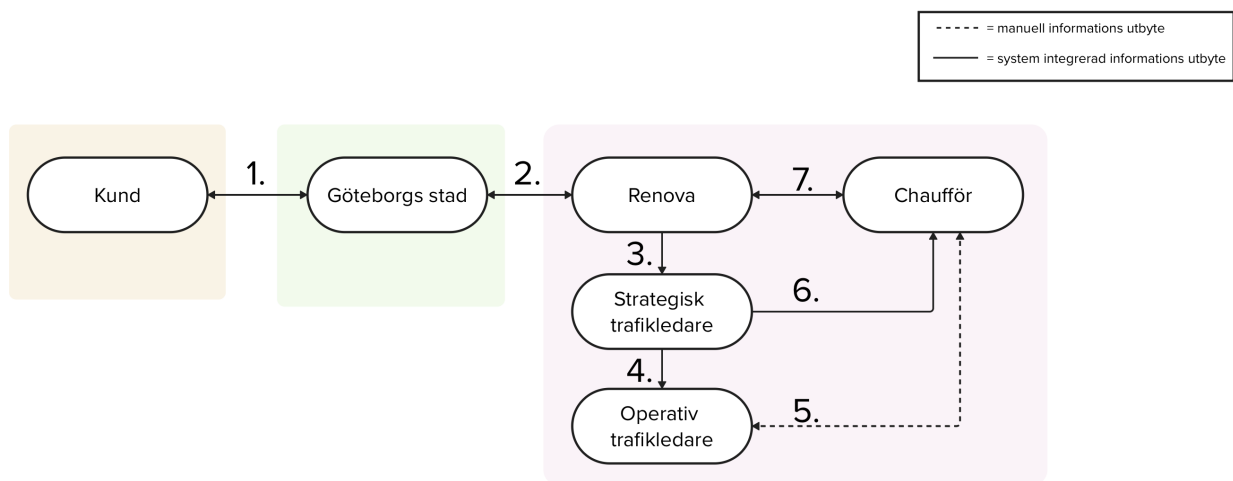 = manuell informations utbyte
= system integrerad informations utbyte
Kund
1.
Göteborgs stad
2.
Renova
7.
Chaufför
3.
Strategisk
trafikledare
6.
4.
Operativ
trafikledare
5.